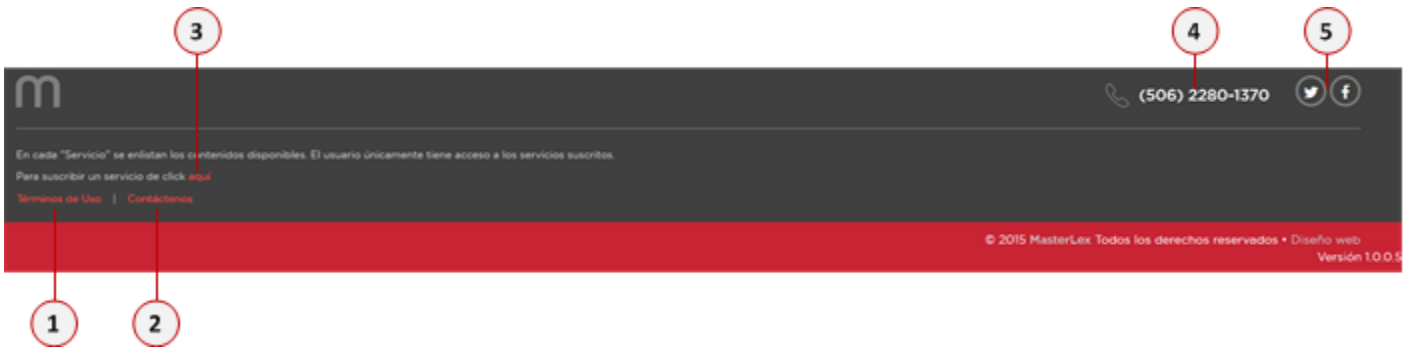 3
4
5
m
(506) 2280-1370
En cada "Servicio" se enlistan los contenidos disponibles. El usuario únicamente tiene acceso a los servicios suscritos.
Para suscribir un servicio de click aquí
Términos de Uso | Contáctenos
© 2015 MasterLex Todos los derechos reservados • Diseño web
Versión 1.0.0.5
1
2